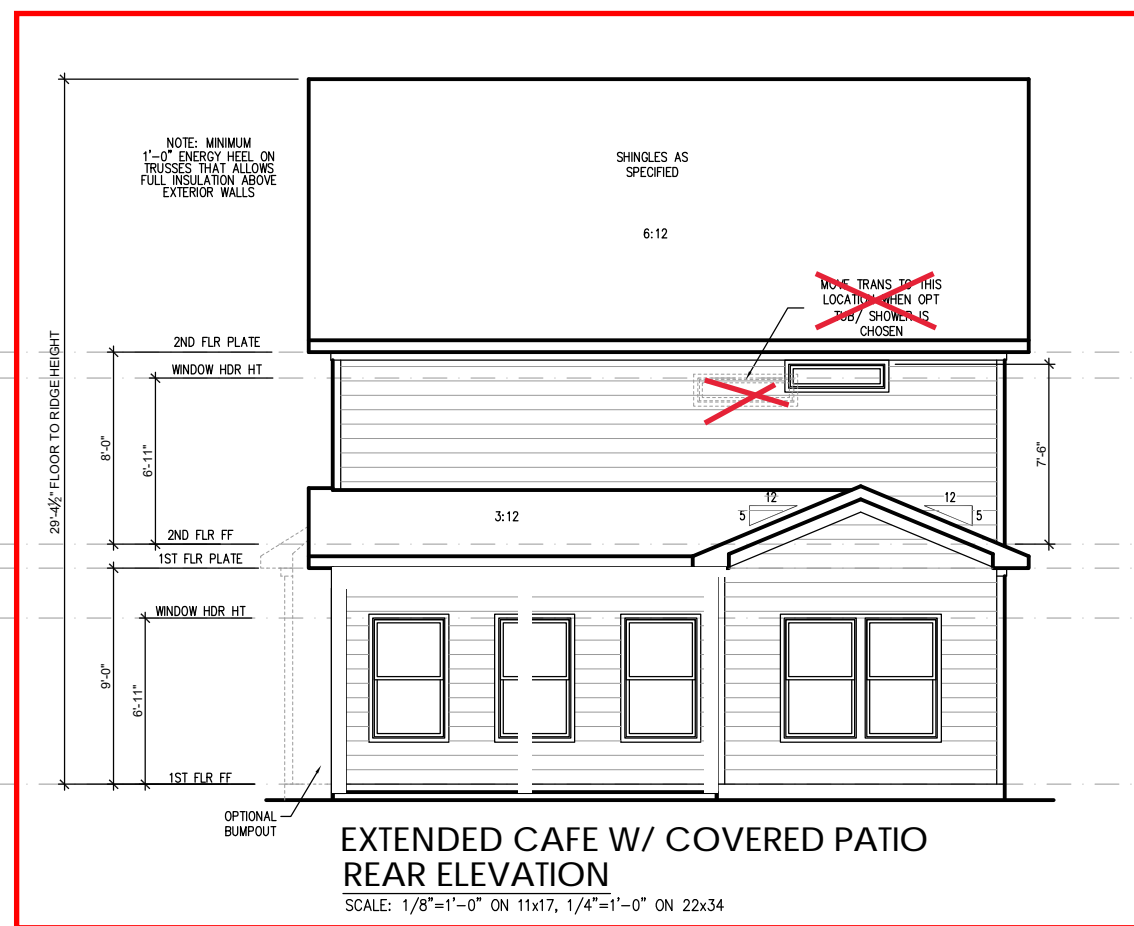 NOTE: MINIMUM
1'-0" ENERGY HEEL ON
TRUSSES THAT ALLOWS
FULL INSULATION ABOVE
EXTERIOR WALLS
SHINGLES AS
SPECIFIED
6:12
MOVE TRANS TO THIS
LOCATION WHEN OPT
TUB/ SHOWER IS
CHOSEN
29'-4½" FLOOR TO RIDGE HEIGHT
2ND FLR PLATE
WINDOW HDR HT
8'-0"
6'-11"
7'-6"
2ND FLR FF
1ST FLR PLATE
3:12
12
5
12
5
WINDOW HDR HT
9'-0"
6'-11"
1ST FLR FF
OPTIONAL
BUMPOUT
EXTENDED CAFE W/ COVERED PATIO
REAR ELEVATION
SCALE: 1/8"=1'-0" ON 11x17, 1/4"=1'-0" ON 22x34